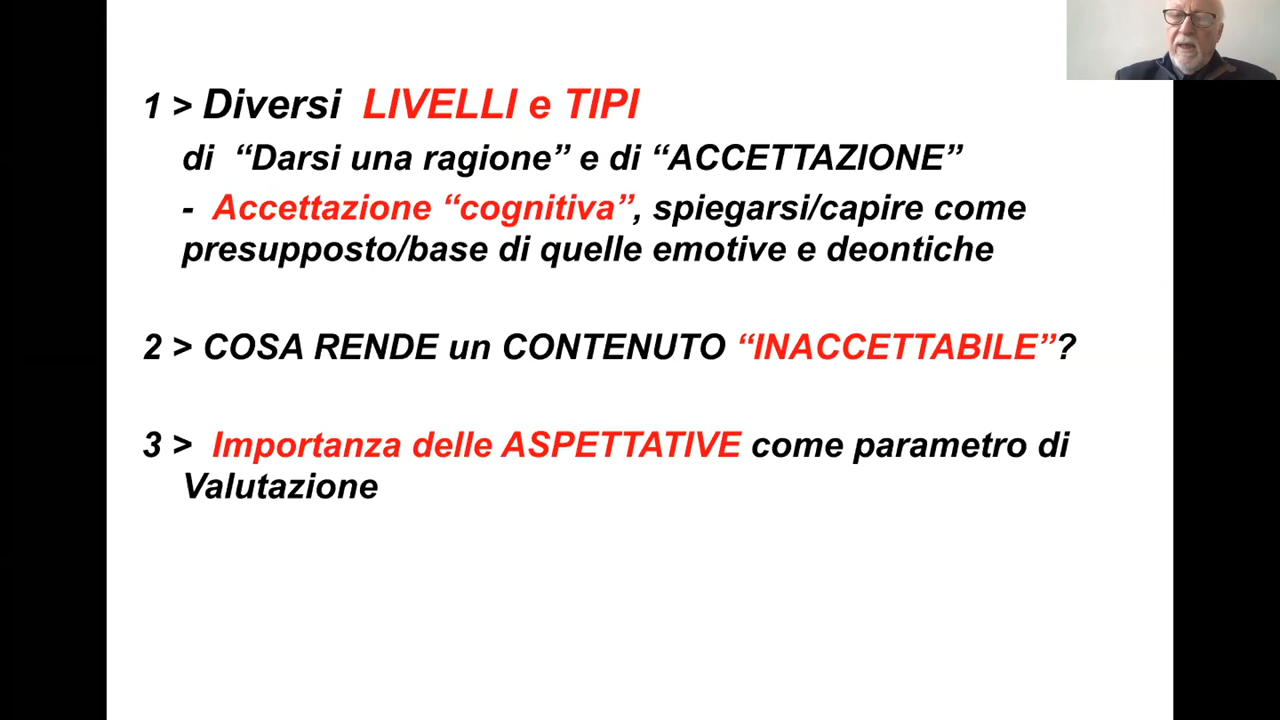 1 > Diversi LIVELLI e TIPI
di “Darsi una ragione” e di “ACCETTAZIONE”
- Accettazione “cognitiva”, spiegarsi/capire come
presupposto/base di quelle emotive e deontiche
2 > COSA RENDE un CONTENUTO “INACCETTABILE”?
3 > Importanza delle ASPETTATIVE come parametro di
Valutazione